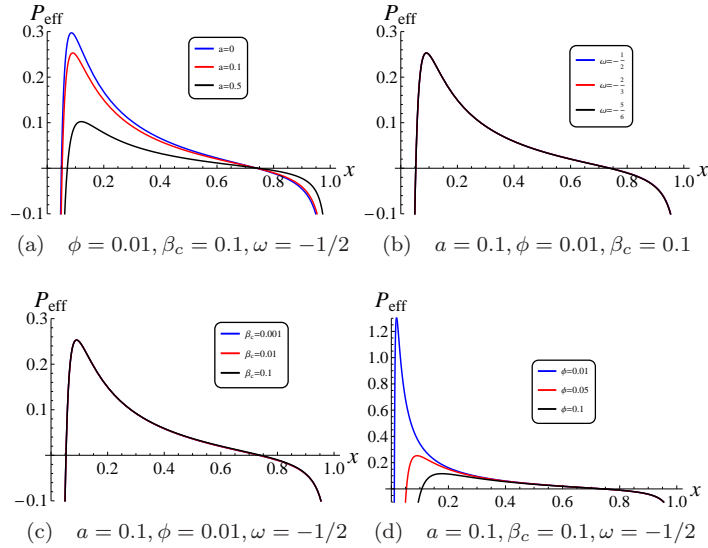 P_eff
0.3
0.2
0.1
−0.1
0.2 0.4 0.6 0.8 1.0
x
a=0
a=0.1
a=0.5
(a) ϕ = 0.01, β_c = 0.1, ω = −1/2
P_eff
0.3
0.2
0.1
−0.1
0.2 0.4 0.6 0.8 1.0
x
ω=−1/2
ω=−2/3
ω=−5/6
(b) a = 0.1, ϕ = 0.01, β_c = 0.1
P_eff
0.3
0.1
−0.1
0.2 0.4 0.6 0.8 1.0
x
β_c=0.001
β_c=0.01
β_c=0.1
(c) a = 0.1, ϕ = 0.01, ω = −1/2
P_eff
1.2
1.0
0.8
0.6
0.4
0.2
0.2 0.4 0.6 0.8 1.0
x
ϕ=0.01
ϕ=0.05
ϕ=0.1
(d) a = 0.1, β_c = 0.1, ω = −1/2